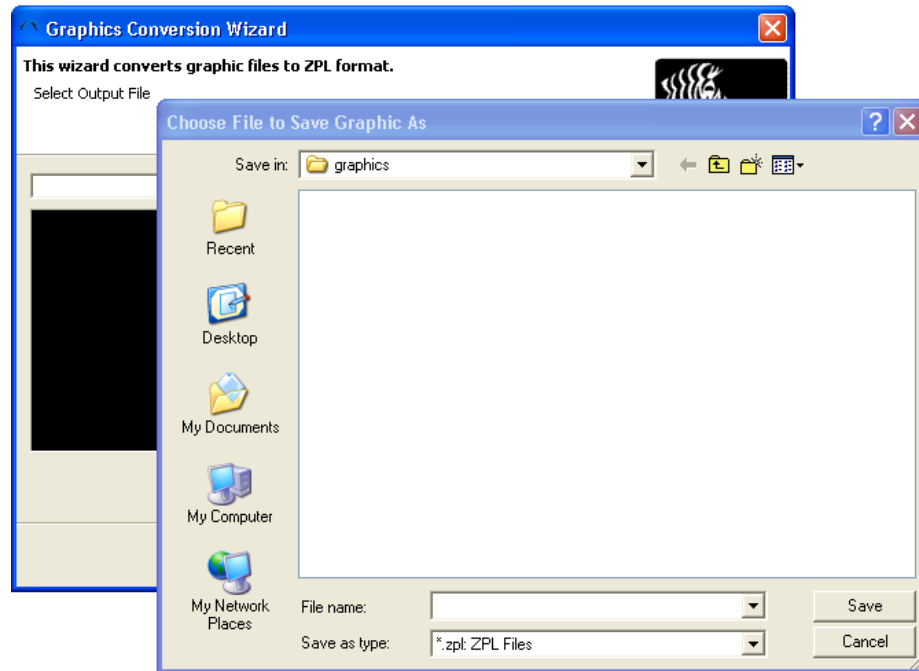 Graphics Conversion Wizard
This wizard converts graphic files to ZPL format.
Select Output File
Choose File to Save Graphic As
Save in: graphics
Recent
Desktop
My Documents
My Computer
My Network
Places
File name:
Save
Save as type: *.zpl: ZPL Files
Cancel